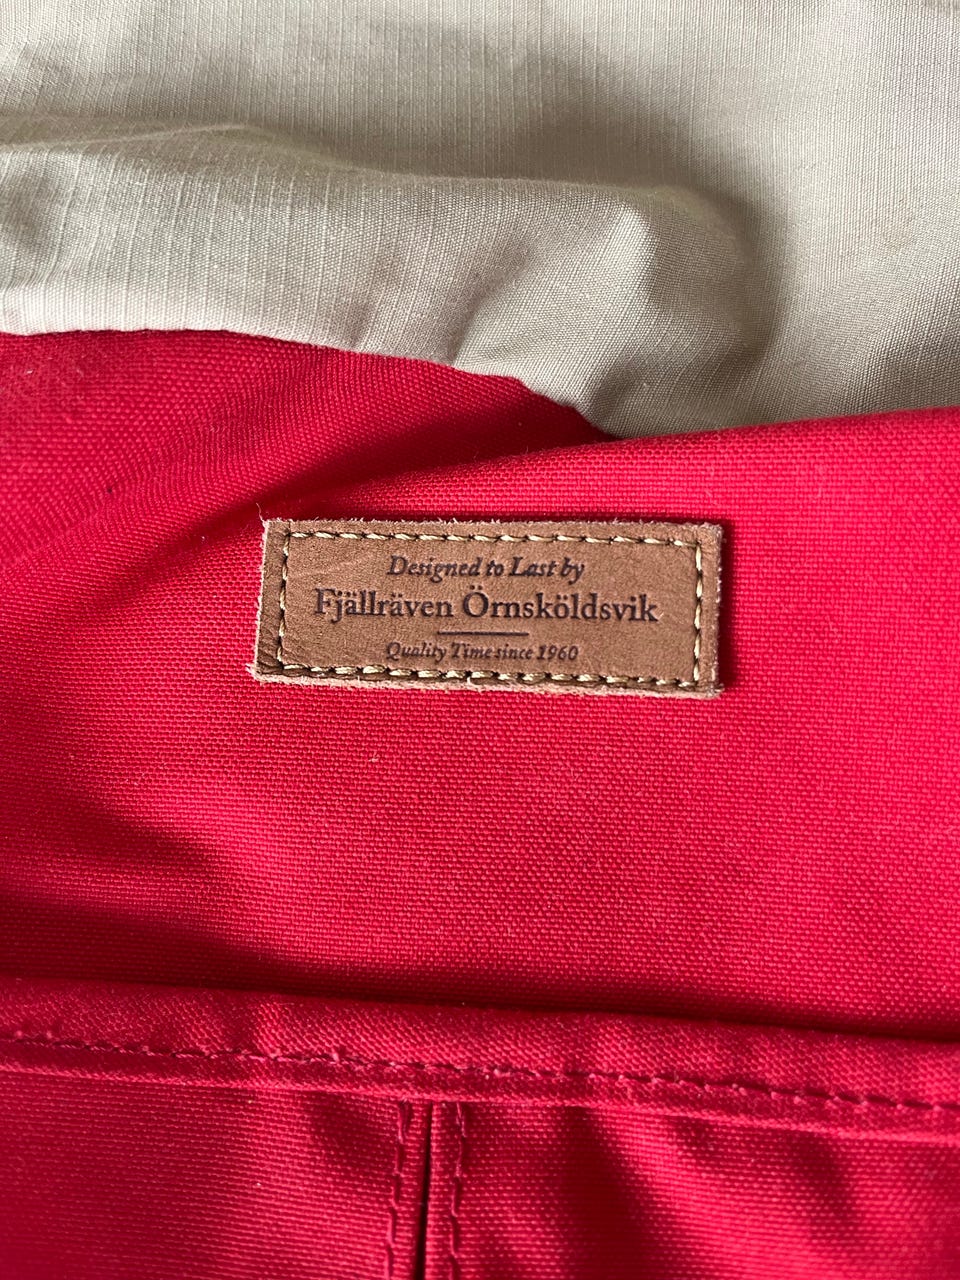 Designed to Last by
Fjällräven Örnsköldsvik
Quality Time since 1960